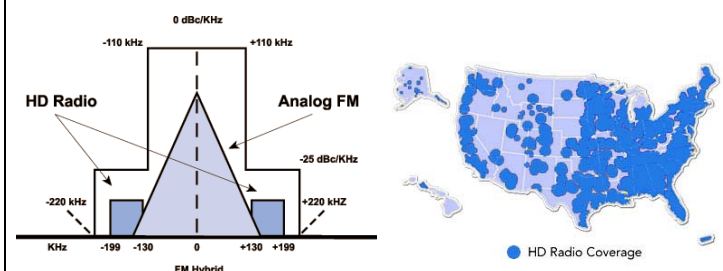 0 dBc/KHz
-110 kHz
+110 kHz
HD Radio
Analog FM
-25 dBc/KHz
-220 kHz
+220 kHZ
KHz
-199
-130
0
+130
+199
FM Hybrid
HD Radio Coverage